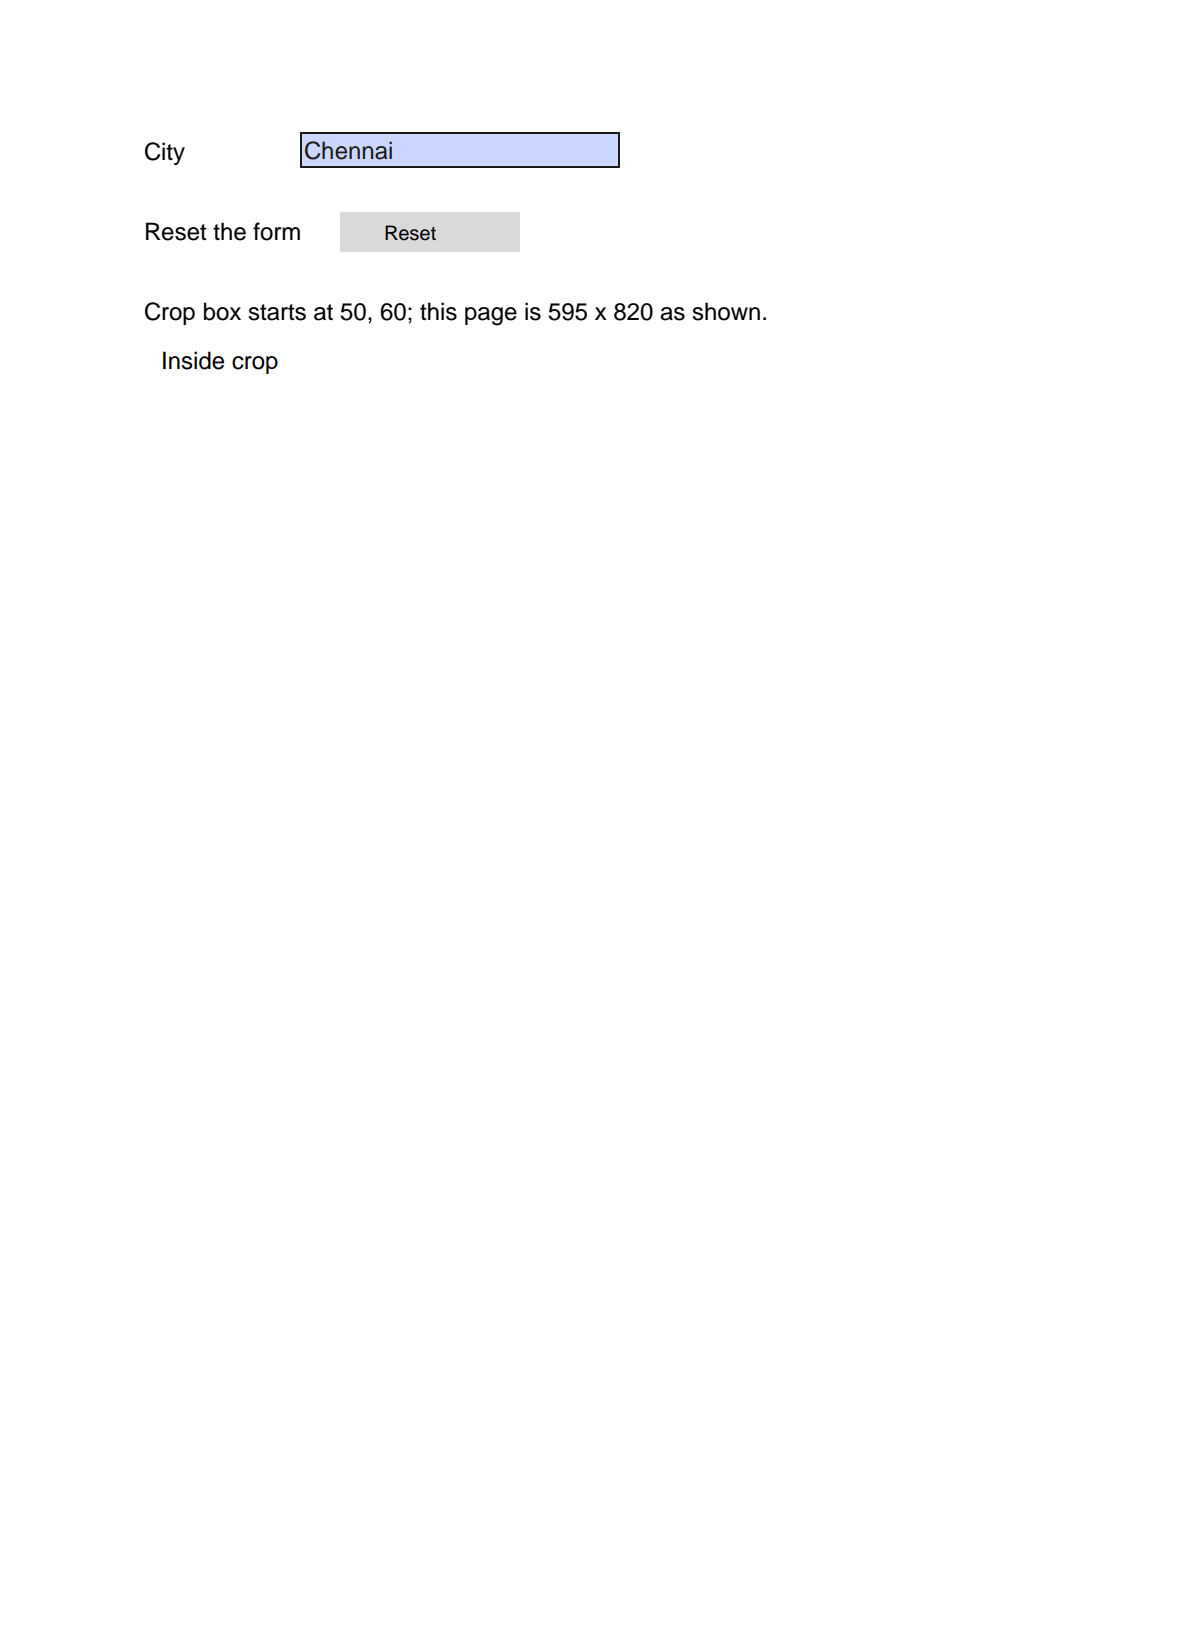 City Chennai
Reset the form Reset
Crop box starts at 50, 60; this page is 595 x 820 as shown.
Inside crop